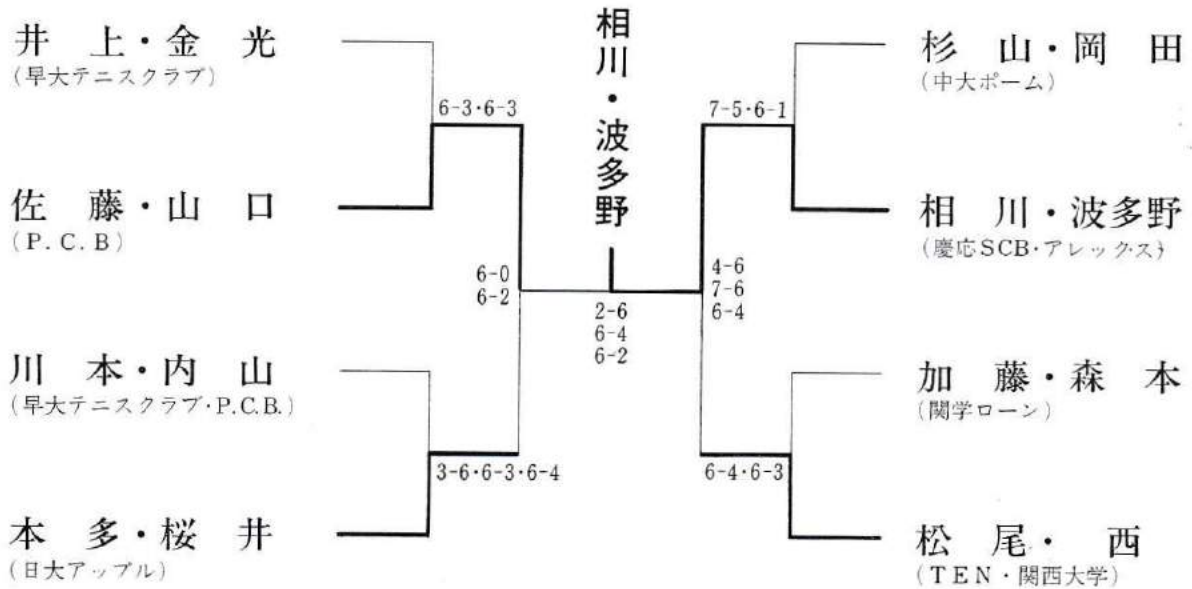 井上・金光
(早大テニスクラブ)
6-3・6-3
佐藤・山口
(P.C.B)
6-0
6-2
川本・内山
(早大テニスクラブ・P.C.B.)
3-6・6-3・6-4
本多・桜井
(日大アップル)
相川・波多野
2-6
6-4
6-2
杉山・岡田
(中大ポーム)
7-5・6-1
相川・波多野
(慶応SCB・アレックス)
4-6
7-6
6-4
加藤・森本
(関学ローン)
6-4・6-3
松尾・西
(TEN・関西大学)